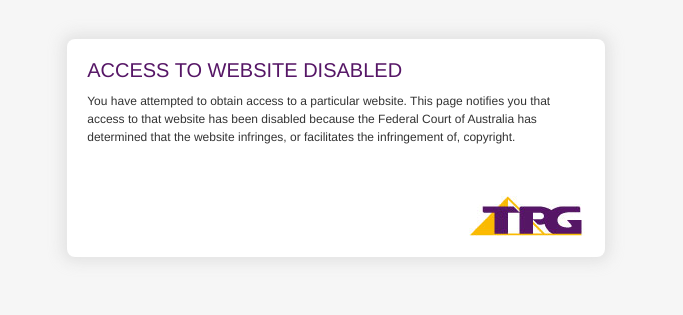 ACCESS TO WEBSITE DISABLED
You have attempted to obtain access to a particular website. This page notifies you that
access to that website has been disabled because the Federal Court of Australia has
determined that the website infringes, or facilitates the infringement of, copyright.
TPG